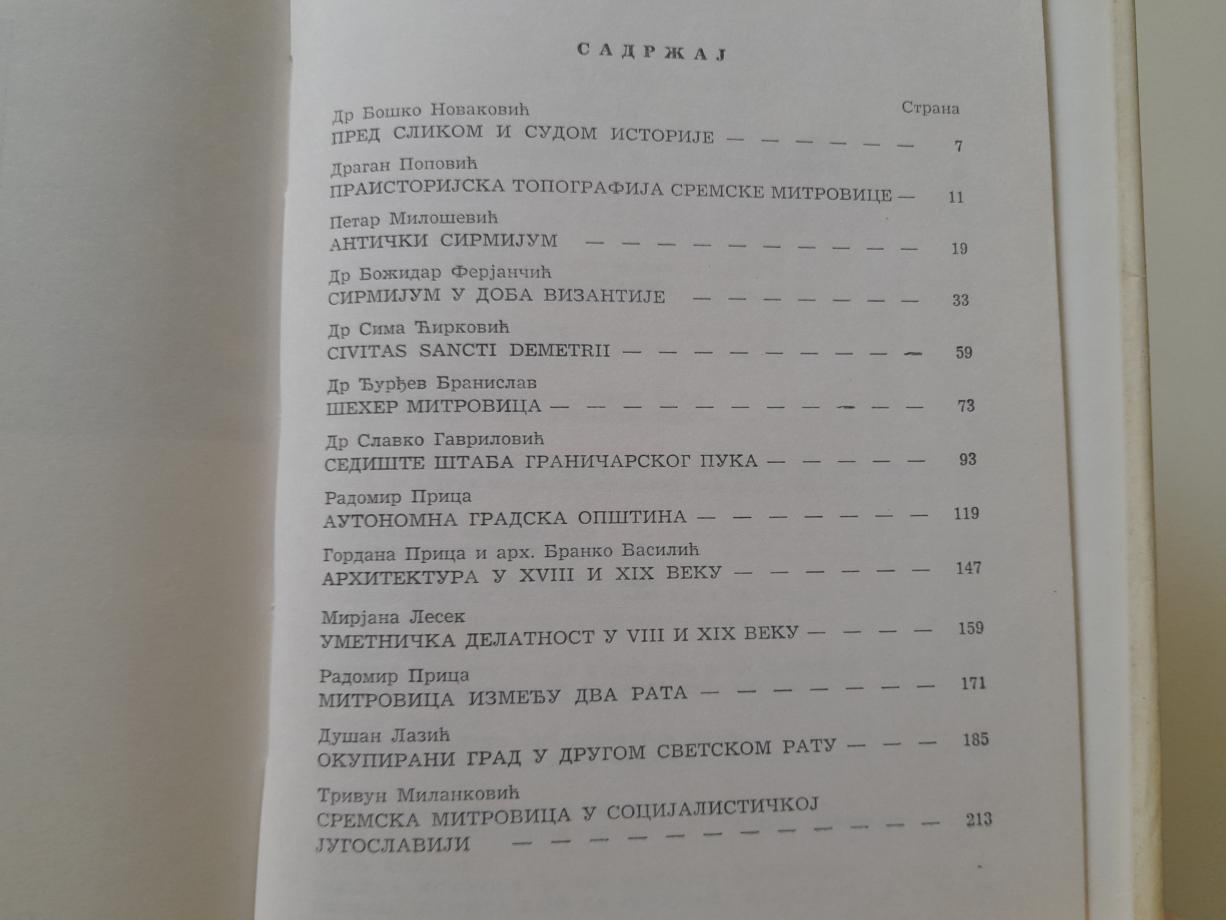 САДРЖАЈ
Страна
Др Бошко Новаковић
ПРЕД СЛИКОМ И СУДОМ ИСТОРИЈЕ — — — — — — 7
Драган Поповић
ПРАИСТОРИЈСКА ТОПОГРАФИЈА СРЕМСКЕ МИТРОВИЦЕ — 11
Петар Милошевић
АНТИЧКИ СИРМИЈУМ — — — — — — — — — — 19
Др Божидар Ферјанчић
СИРМИЈУМ У ДОБА ВИЗАНТИЈЕ — — — — — — — 33
Др Сима Ћирковић
CIVITAS SANCTI DEMETRII — — — — — — — — — 59
Др Ђурђев Бранислав
ШЕХЕР МИТРОВИЦА — — — — — — — — — — — 73
Др Славко Гавриловић
СЕДИШТЕ ШТАБА ГРАНИЧАРСКОГ ПУКА — — — — — 93
Радомир Прица
АУТОНОМНА ГРАДСКА ОПШТИНА — — — — — — — 119
Гордана Прица и арх. Бранко Василић
АРХИТЕКТУРА У XVIII И XIX ВЕКУ — — — — — — 147
Мирјана Лесек
УМЕТНИЧКА ДЕЛАТНОСТ У VIII И XIX ВЕКУ — — — — 159
Радомир Прица
МИТРОВИЦА ИЗМЕЂУ ДВА РАТА — — — — — — — 171
Душан Лазић
ОКУПИРАНИ ГРАД У ДРУГОМ СВЕТСКОМ РАТУ — — — 185
Тривун Миланковић
СРЕМСКА МИТРОВИЦА У СОЦИЈАЛИСТИЧКОЈ
ЈУГОСЛАВИЈИ — — — — — — — — — — — — 213